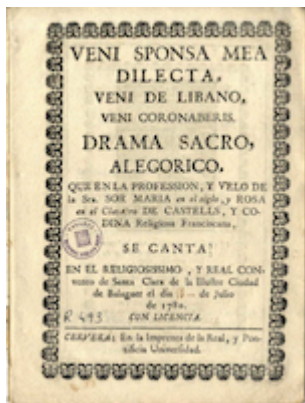 VENI SPONSA MEA
DILECTA,
VENI DE LIBANO,
VENI CORONABERIS.
DRAMA SACRO,
ALEGORICO,
QUE EN LA PROFESSION, Y VELO DE
la Sra. SOR MARIA en el siglo, y ROSA
en el Claustro DE CASTELLS, Y CO-
DINA Religiosa Franciscana,
SE CANTA!
EN EL RELIGIOSISSIMO, Y REAL CON-
vento de Santa Clara de la Illustre Ciudad
de Balaguer el dia de Julio
de 1780.
R 493
CON LICENCIA
CERVERA: En la Imprenta de la Real, y Pon-
tificia Universidad.